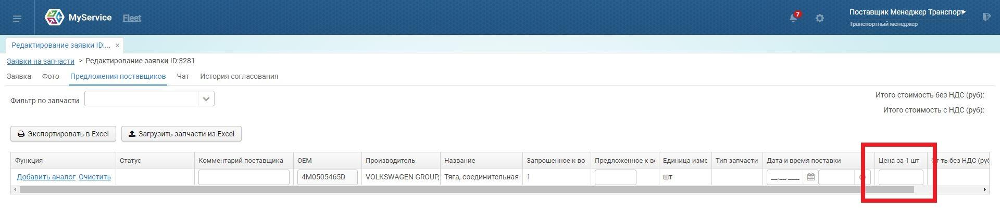 MyService Fleet
7
Поставщик Менеджер Транспорт
Транспортный менеджер
Редактирование заявки ID:... ×
Заявки на запчасти > Редактирование заявки ID:3281
Заявка Фото Предложения поставщиков Чат История согласования
Фильтр по запчасти
Итого стоимость без НДС (руб):
Итого стоимость с НДС (руб):
Экспортировать в Excel Загрузить запчасти из Excel
Функция Статус Комментарий поставщика OEM Производитель Название Запрошенное к-во Предложенное к-во Единица изме Тип запчасти Дата и время поставки Цена за 1 шт Ст-ть без НДС (руб
Добавить аналог Очистить 4M0505465D VOLKSWAGEN GROUP, Тяга, соединительная 1 шт __.__.____